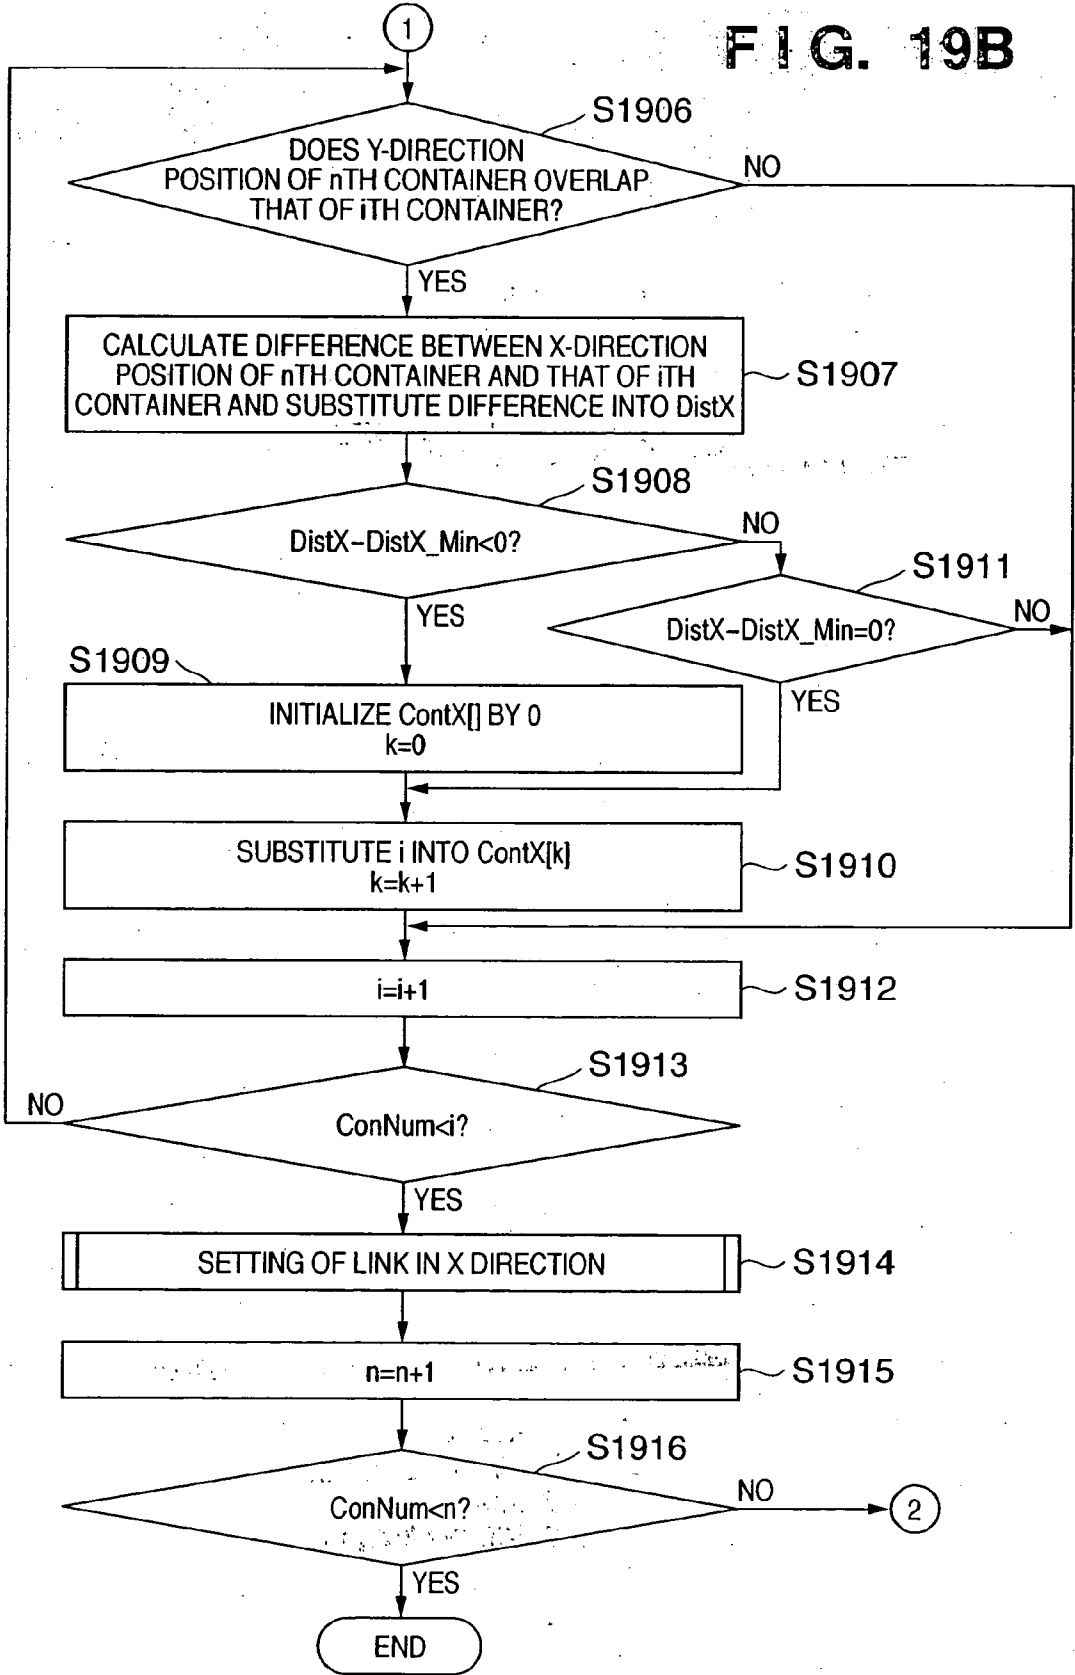 1
FIG. 19B
S1906
DOES Y-DIRECTION
POSITION OF nTH CONTAINER OVERLAP
THAT OF iTH CONTAINER?
NO
YES
CALCULATE DIFFERENCE BETWEEN X-DIRECTION
POSITION OF nTH CONTAINER AND THAT OF iTH
CONTAINER AND SUBSTITUTE DIFFERENCE INTO DistX
S1907
S1908
DistX-DistX_Min<0?
NO
YES
S1911
DistX-DistX_Min=0?
NO
YES
S1909
INITIALIZE ContX[] BY 0
k=0
SUBSTITUTE i INTO ContX[k]
k=k+1
S1910
i=i+1
S1912
S1913
ConNum<i?
NO
YES
SETTING OF LINK IN X DIRECTION
S1914
n=n+1
S1915
S1916
ConNum<n?
NO
2
YES
END